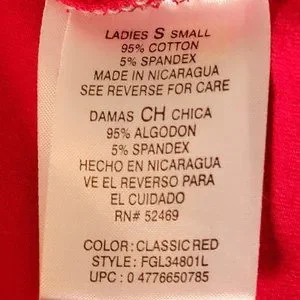 LADIES S SMALL
95% COTTON
5% SPANDEX
MADE IN NICARAGUA
SEE REVERSE FOR CARE
DAMAS CH CHICA
95% ALGODON
5% SPANDEX
HECHO EN NICARAGUA
VE EL REVERSO PARA
EL CUIDADO
RN# 52469
COLOR: CLASSIC RED
STYLE: FGL34801L
UPC: 0 4776650785